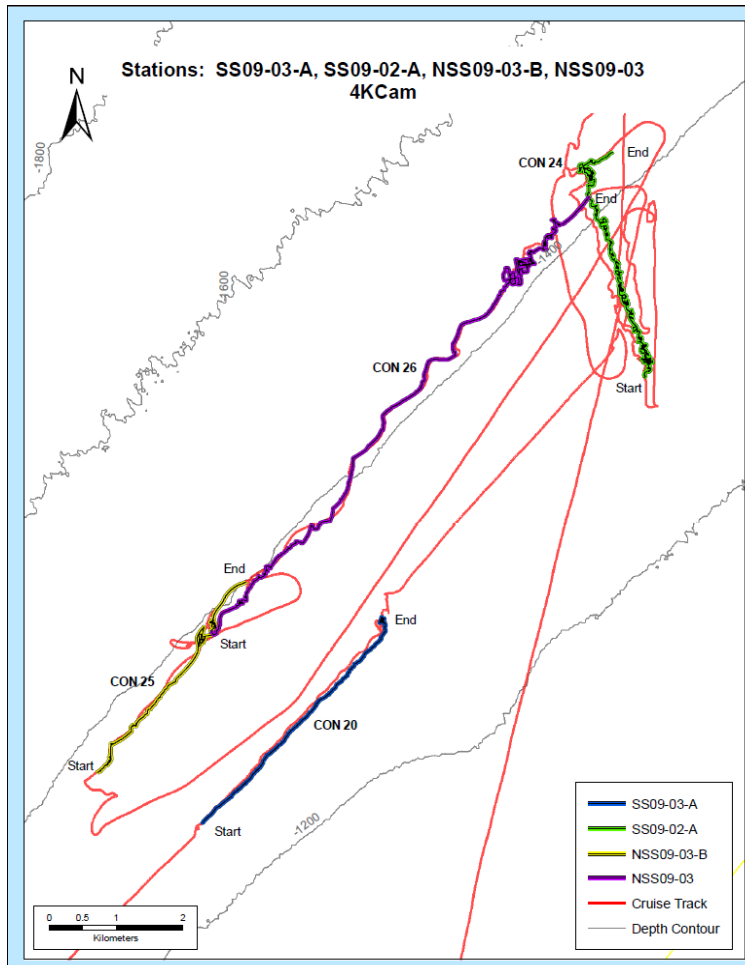 Stations: SS09-03-A, SS09-02-A, NSS09-03-B, NSS09-03
4KCam
N
-1800
CON 24
End
End
-1400
-1600
CON 26
Start
End
Start
End
CON 25
CON 20
Start
Start
-1200
SS09-03-A
SS09-02-A
NSS09-03-B
NSS09-03
Cruise Track
Depth Contour
0 0.5 1 2
Kilometers